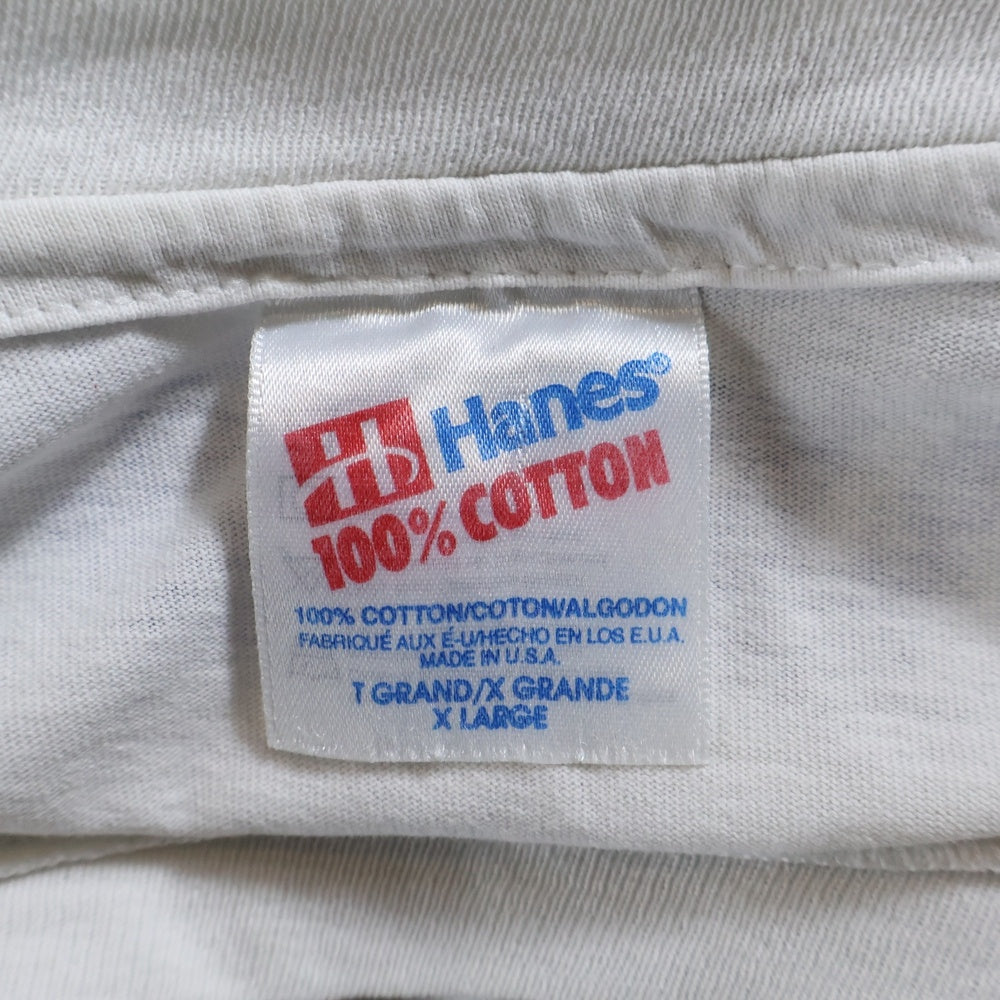 H Hanes®
100% COTTON
100% COTTON/COTON/ALGODON
FABRIQUÉ AUX É-U/HECHO EN LOS E.U.A.
MADE IN U.S.A.
T GRAND/X GRANDE
X LARGE